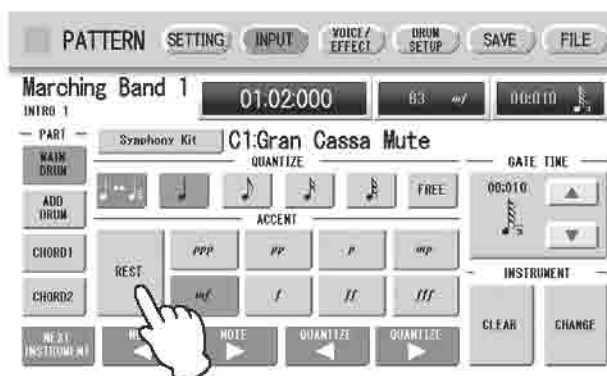 PATTERN SETTING INPUT VOICE/ EFFECT DRUM SETUP SAVE FILE
Marching Band 1 01:02:000 83 mf 00:010
INTRO 1
PART Symphony Kit C1:Gran Cassa Mute
QUANTIZE GATE TIME
MAIN DRUM FREE 00:010
ADD DRUM
ACCENT
CHORD1 REST ppp pp p mp
INSTRUMENT
CHORD2 mf f ff fff CLEAR CHANGE
NEXT INSTRUMENT NOTE QUANTIZE QUANTIZE